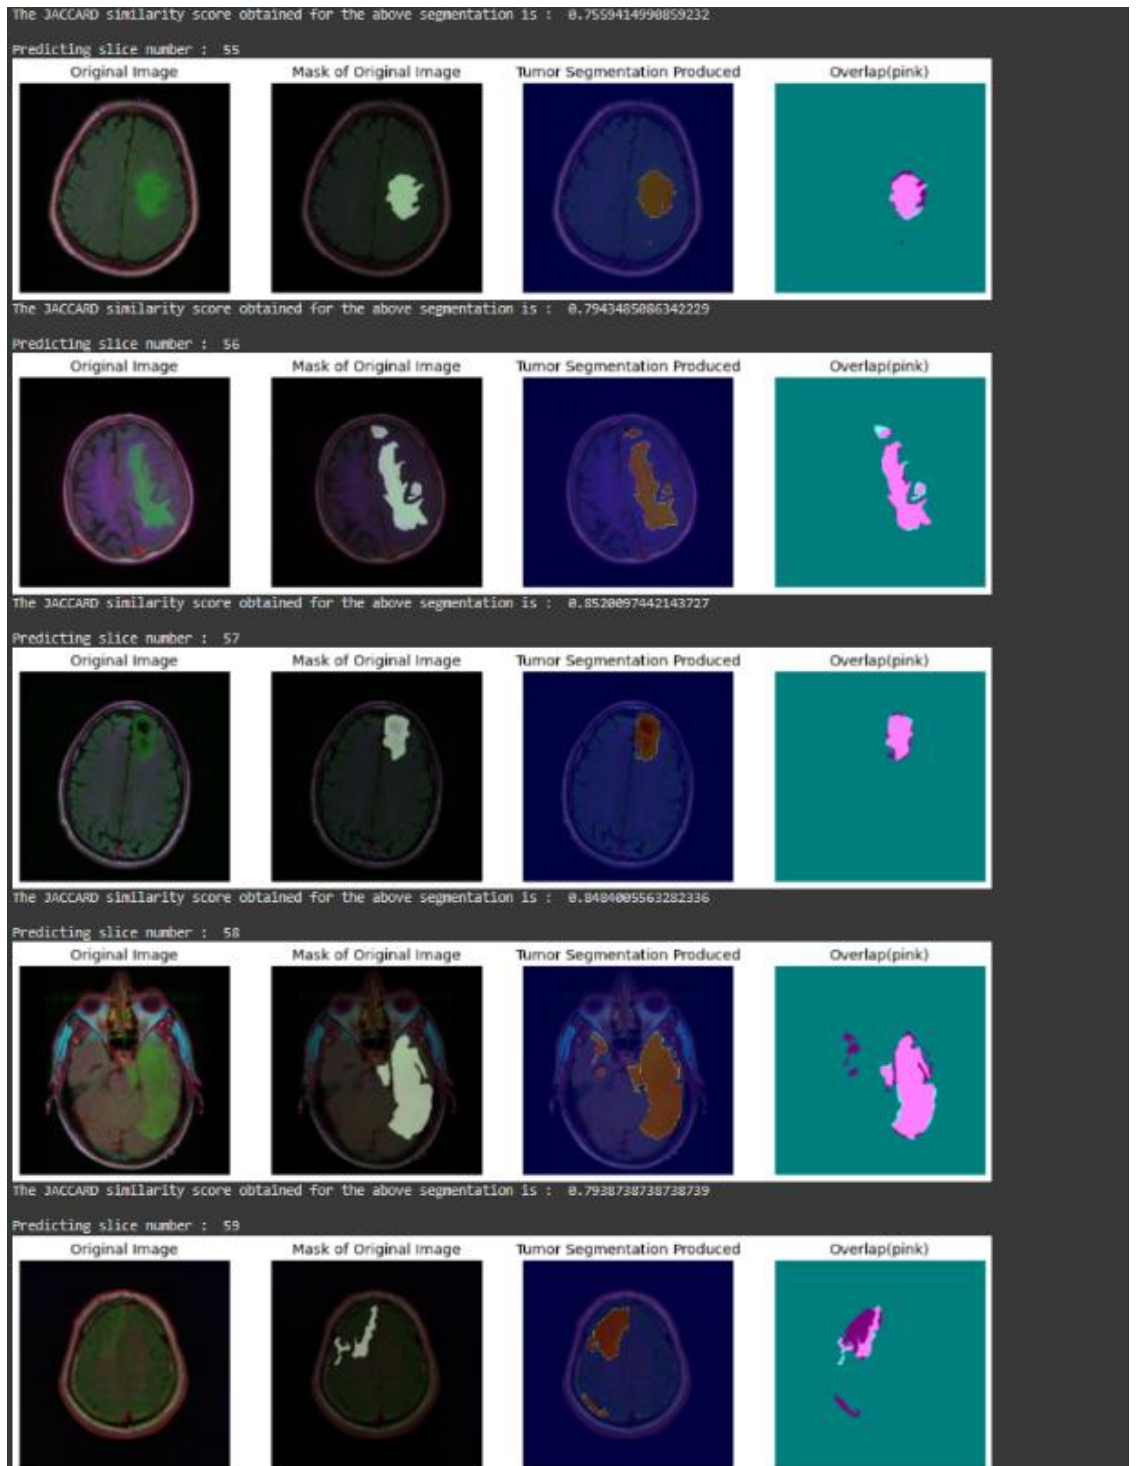 The JACCARD similarity score obtained for the above segmentation is :  0.7559414990859232
Predicting slice number :  55
Original Image Mask of Original Image Tumor Segmentation Produced Overlap(pink)
The JACCARD similarity score obtained for the above segmentation is :  0.7943485086342229
Predicting slice number :  56
Original Image Mask of Original Image Tumor Segmentation Produced Overlap(pink)
The JACCARD similarity score obtained for the above segmentation is :  0.8520097442143727
Predicting slice number :  57
Original Image Mask of Original Image Tumor Segmentation Produced Overlap(pink)
The JACCARD similarity score obtained for the above segmentation is :  0.8484005563282336
Predicting slice number :  58
Original Image Mask of Original Image Tumor Segmentation Produced Overlap(pink)
The JACCARD similarity score obtained for the above segmentation is :  0.7938738738738739
Predicting slice number :  59
Original Image Mask of Original Image Tumor Segmentation Produced Overlap(pink)